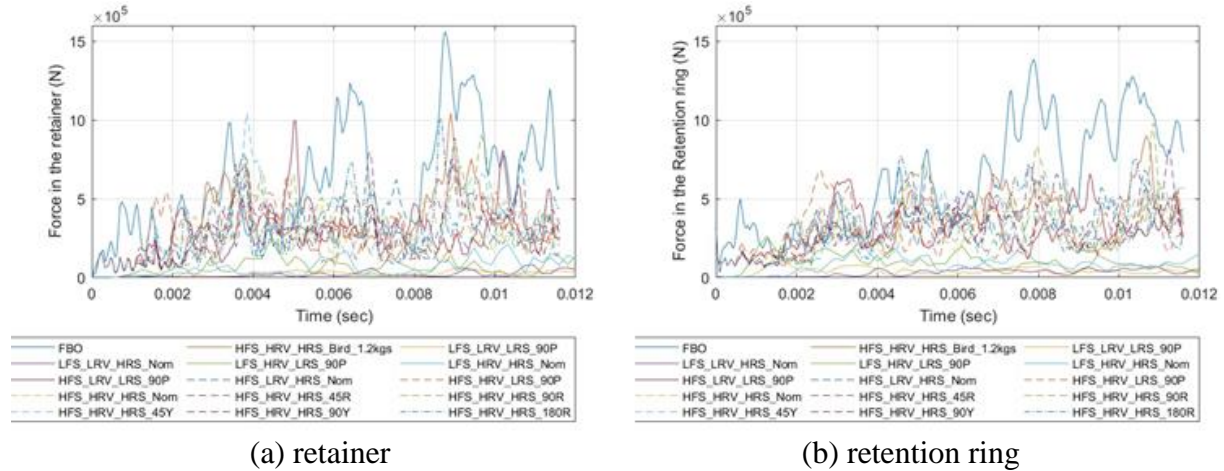 ×10⁵
15
10
5
0
Force in the retainer (N)
0 0.002 0.004 0.006 0.008 0.01 0.012
Time (sec)
FBO HFS_HRV_HRS_Bird_1.2kgs LFS_LRV_LRS_90P
LFS_LRV_HRS_Nom LFS_HRV_LRS_90P LFS_HRV_HRS_Nom
HFS_LRV_LRS_90P HFS_LRV_HRS_Nom HFS_HRV_LRS_90P
HFS_HRV_HRS_Nom HFS_HRV_HRS_45R HFS_HRV_HRS_90R
HFS_HRV_HRS_45Y HFS_HRV_HRS_90Y HFS_HRV_HRS_180R
(a) retainer
×10⁵
15
10
5
0
Force in the Retention ring (N)
0 0.002 0.004 0.006 0.008 0.01 0.012
Time (sec)
FBO HFS_HRV_HRS_Bird_1.2kgs LFS_LRV_LRS_90P
LFS_LRV_HRS_Nom LFS_HRV_LRS_90P LFS_HRV_HRS_Nom
HFS_LRV_LRS_90P HFS_LRV_HRS_Nom HFS_HRV_LRS_90P
HFS_HRV_HRS_Nom HFS_HRV_HRS_45R HFS_HRV_HRS_90R
HFS_HRV_HRS_45Y HFS_HRV_HRS_90Y HFS_HRV_HRS_180R
(b) retention ring